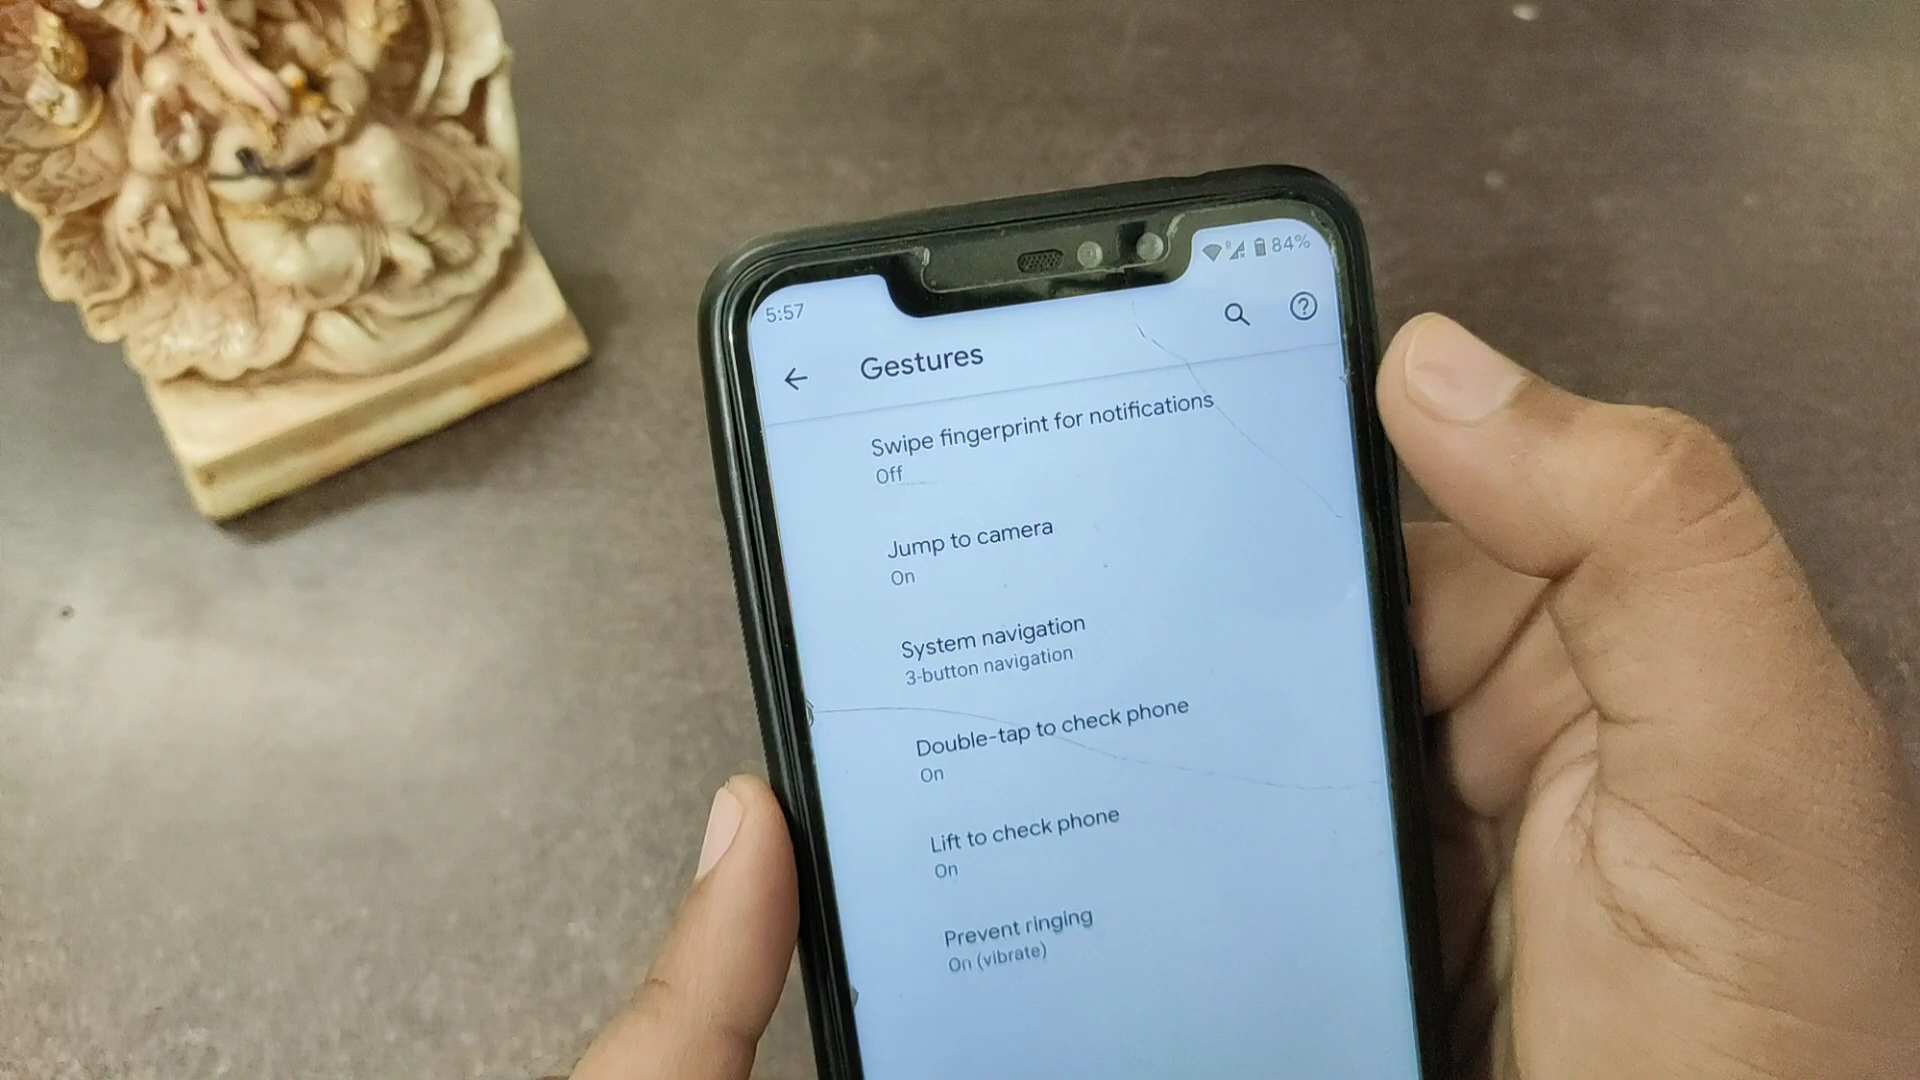 5:57
R
84%
Gestures
Swipe fingerprint for notifications
Off
Jump to camera
On
System navigation
3-button navigation
Double-tap to check phone
On
Lift to check phone
On
Prevent ringing
On (vibrate)